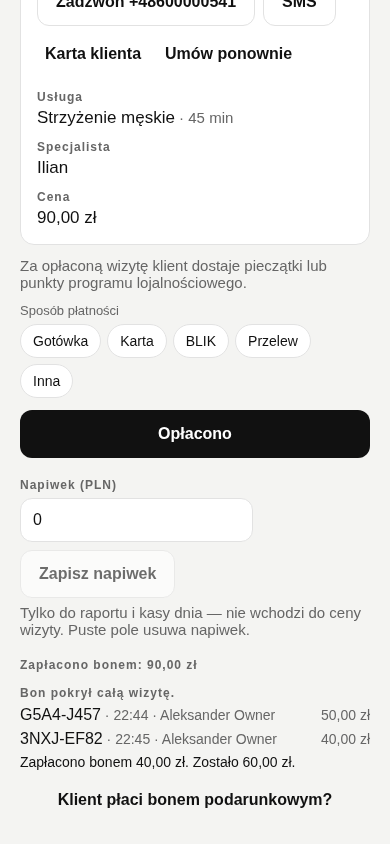 Zadzwoń +48600000541 SMS
Karta klienta Umów ponownie
Usługa
Strzyżenie męskie · 45 min
Specjalista
Ilian
Cena
90,00 zł
Za opłaconą wizytę klient dostaje pieczątki lub
punkty programu lojalnościowego.
Sposób płatności
Gotówka Karta BLIK Przelew
Inna
Opłacono
Napiwek (PLN)
0
Zapisz napiwek
Tylko do raportu i kasy dnia — nie wchodzi do ceny
wizyty. Puste pole usuwa napiwek.
Zapłacono bonem: 90,00 zł
Bon pokrył całą wizytę.
G5A4-J457 · 22:44 · Aleksander Owner 50,00 zł
3NXJ-EF82 · 22:45 · Aleksander Owner 40,00 zł
Zapłacono bonem 40,00 zł. Zostało 60,00 zł.
Klient płaci bonem podarunkowym?